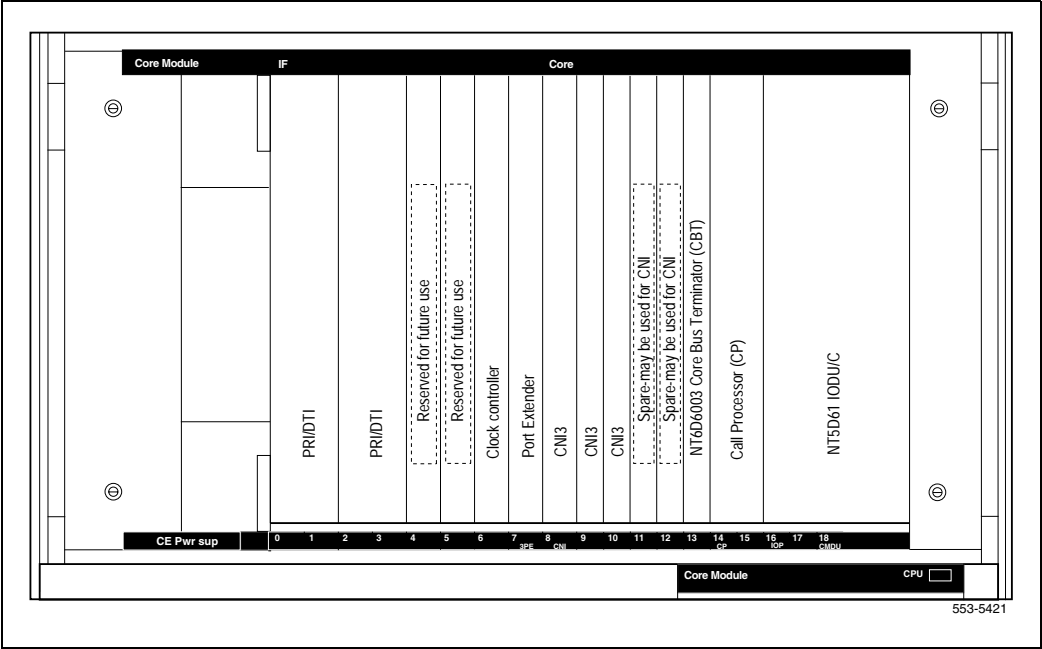 Core Module IF Core
PRI/DTI
PRI/DTI
Reserved for future use
Reserved for future use
Clock controller
Port Extender
CNI3
CNI3
CNI3
Spare-may be used for CNI
Spare-may be used for CNI
NT6D6003 Core Bus Terminator (CBT)
Call Processor (CP)
NT5D61 IODU/C
CE Pwr sup 0 1 2 3 4 5 6 7 8 9 10 11 12 13 14 15 16 17 18
3PE CNI CP IOP CMDU
Core Module CPU
553-5421